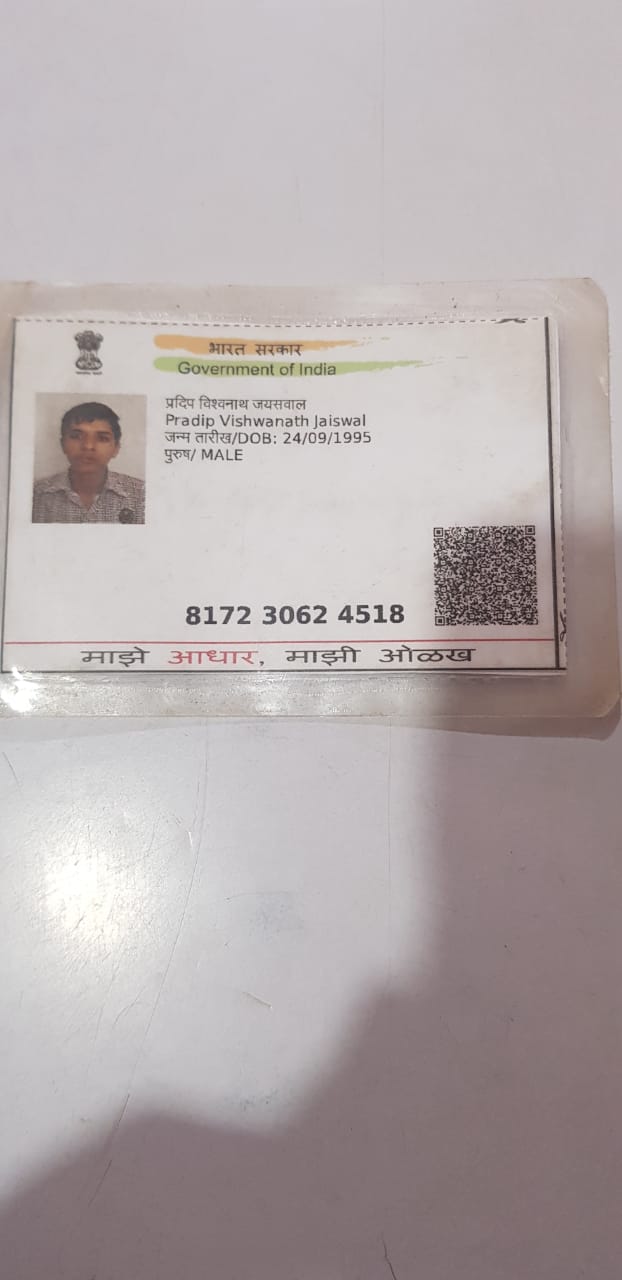 भारत सरकार
Government of India
प्रदिप विश्वनाथ जयसवाल
Pradip Vishwanath Jaiswal
जन्म तारीख/DOB: 24/09/1995
पुरुष/ MALE
8172 3062 4518
माझे आधार, माझी ओळख